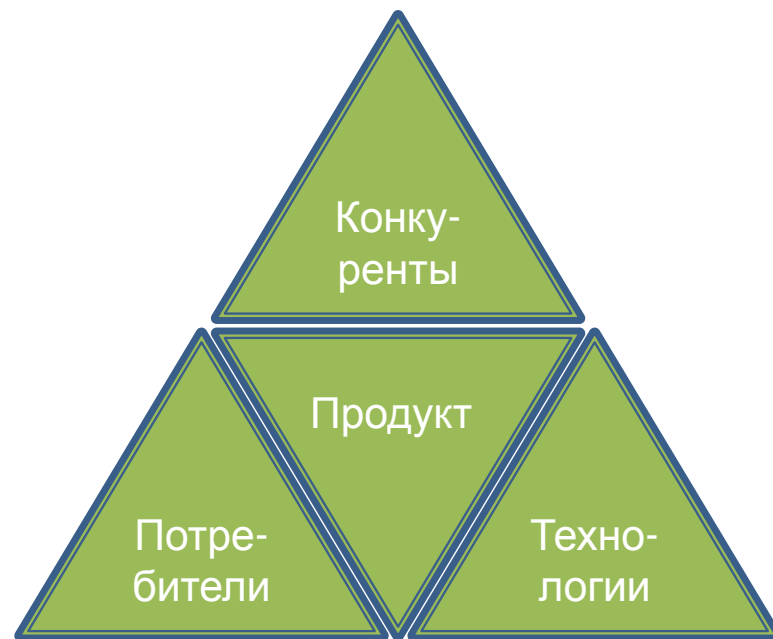 Конку-
ренты
Продукт
Потре-
бители
Техно-
логии